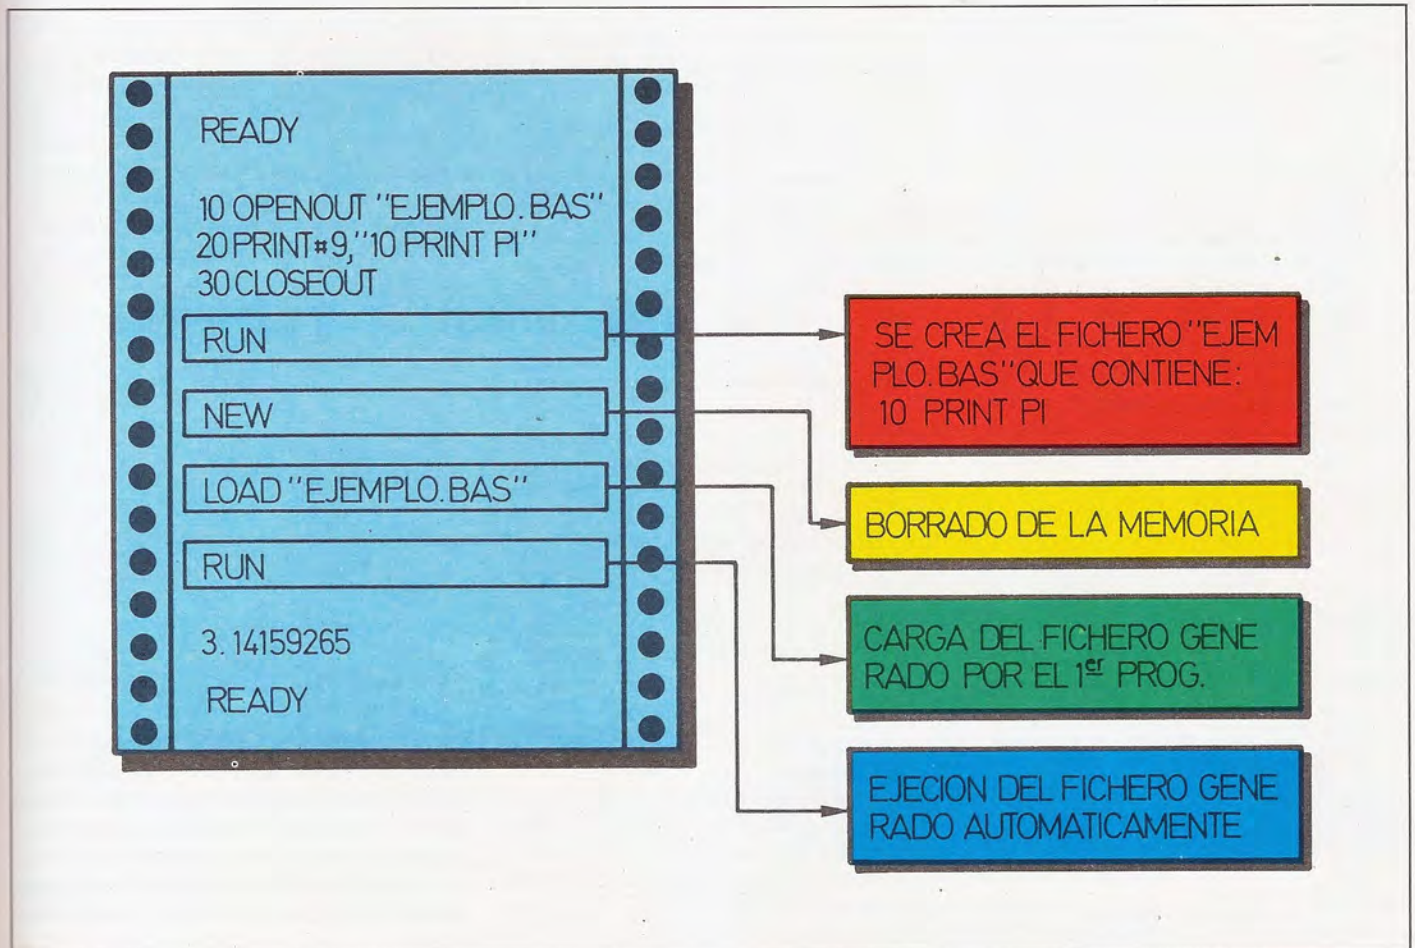 READY
10 OPENOUT "EJEMPLO.BAS"
20 PRINT#9,"10 PRINT PI"
30 CLOSEOUT
RUN
NEW
LOAD "EJEMPLO.BAS"
RUN
3.14159265
READY
SE CREA EL FICHERO "EJEM
PLO.BAS" QUE CONTIENE:
10 PRINT PI
BORRADO DE LA MEMORIA
CARGA DEL FICHERO GENE
RADO POR EL 1er PROG.
EJECION DEL FICHERO GENE
RADO AUTOMATICAMENTE